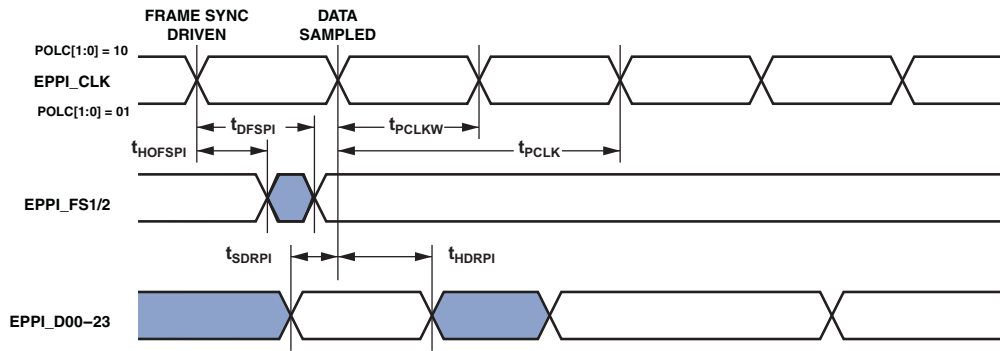 FRAME SYNC
DRIVEN
DATA
SAMPLED
POLC[1:0] = 10
EPPI_CLK
POLC[1:0] = 01
tDFSPI
tPCLKW
tHOFSPI
tPCLK
EPPI_FS1/2
tSDRPI
tHDRPI
EPPI_D00–23